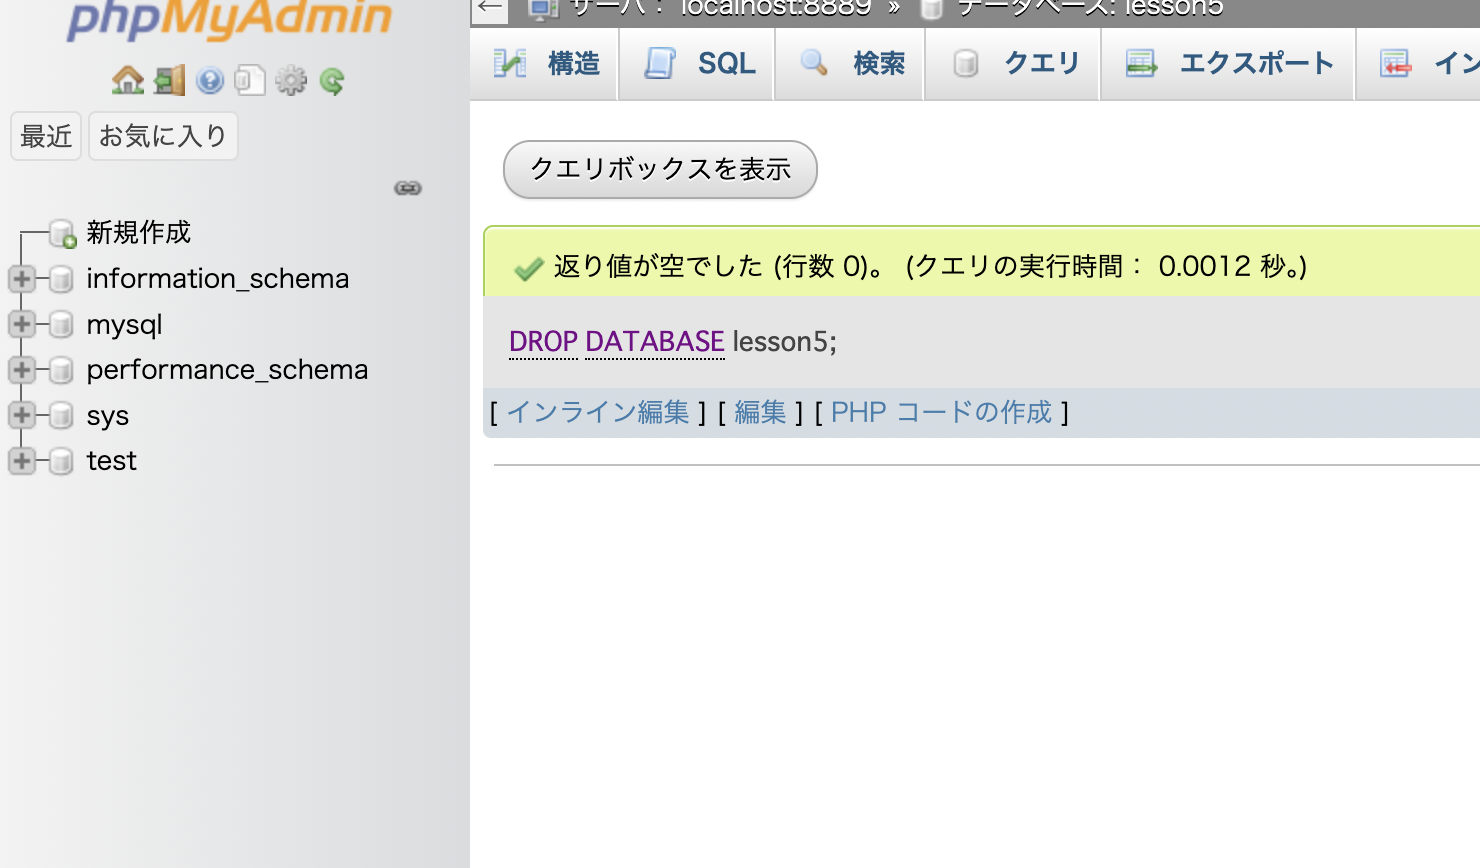 phpMyAdmin
最近 お気に入り
新規作成
information_schema
mysql
performance_schema
sys
test
サーバ： localhost:8889 » データベース: lesson5
構造 SQL 検索 クエリ エクスポート イン
クエリボックスを表示
返り値が空でした (行数 0)。 (クエリの実行時間： 0.0012 秒。)
DROP DATABASE lesson5;
[ インライン編集 ] [ 編集 ] [ PHP コードの作成 ]